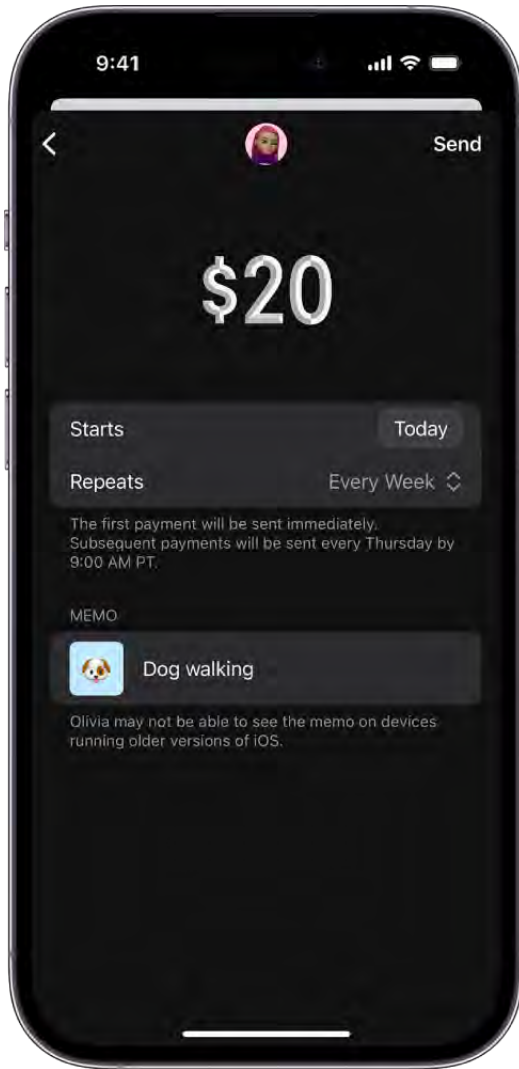 9:41
Send
$20
Starts Today
Repeats Every Week
The first payment will be sent immediately.
Subsequent payments will be sent every Thursday by
9:00 AM PT.
MEMO
Dog walking
Olivia may not be able to see the memo on devices
running older versions of iOS.